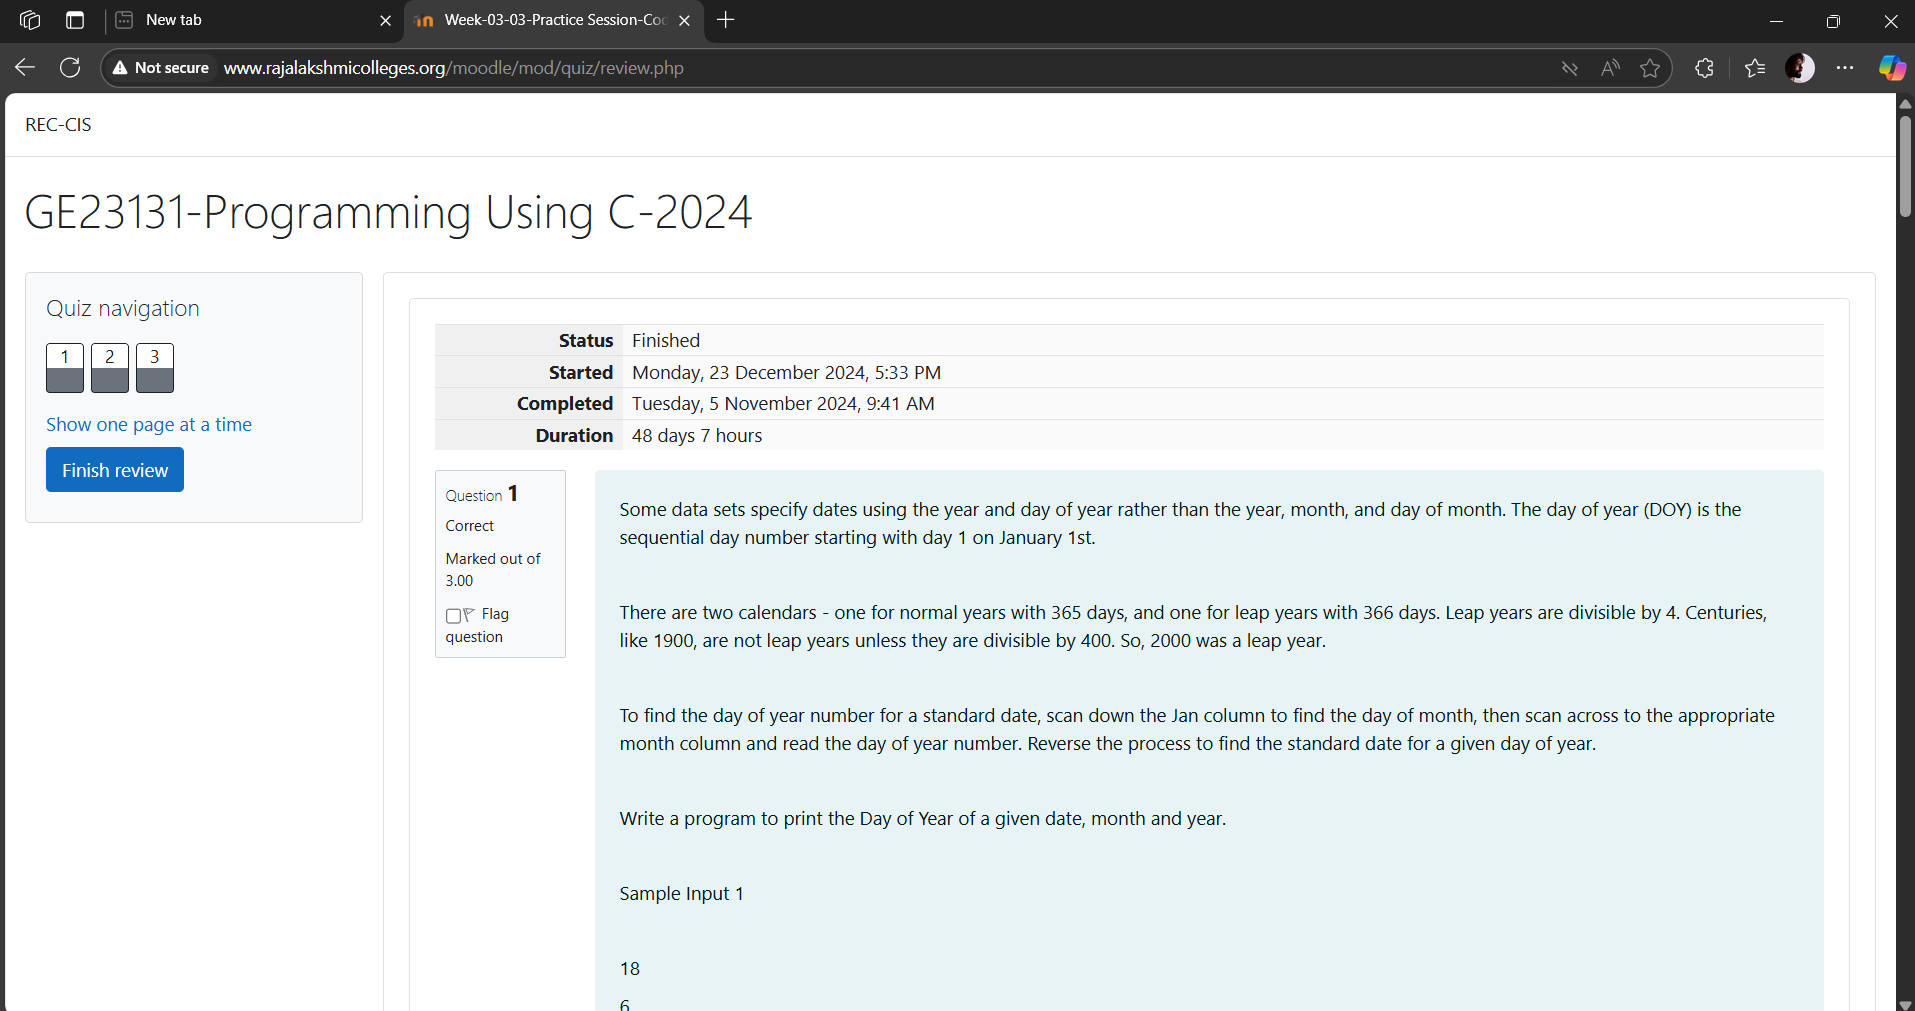 New tab
Week-03-03-Practice Session-Cod
Not secure www.rajalakshmicolleges.org/moodle/mod/quiz/review.php
REC-CIS
GE23131-Programming Using C-2024
Quiz navigation
1 2 3
Show one page at a time
Finish review
Status Finished
Started Monday, 23 December 2024, 5:33 PM
Completed Tuesday, 5 November 2024, 9:41 AM
Duration 48 days 7 hours
Question 1
Correct
Marked out of
3.00
Flag
question
Some data sets specify dates using the year and day of year rather than the year, month, and day of month. The day of year (DOY) is the
sequential day number starting with day 1 on January 1st.
There are two calendars - one for normal years with 365 days, and one for leap years with 366 days. Leap years are divisible by 4. Centuries,
like 1900, are not leap years unless they are divisible by 400. So, 2000 was a leap year.
To find the day of year number for a standard date, scan down the Jan column to find the day of month, then scan across to the appropriate
month column and read the day of year number. Reverse the process to find the standard date for a given day of year.
Write a program to print the Day of Year of a given date, month and year.
Sample Input 1
18
6